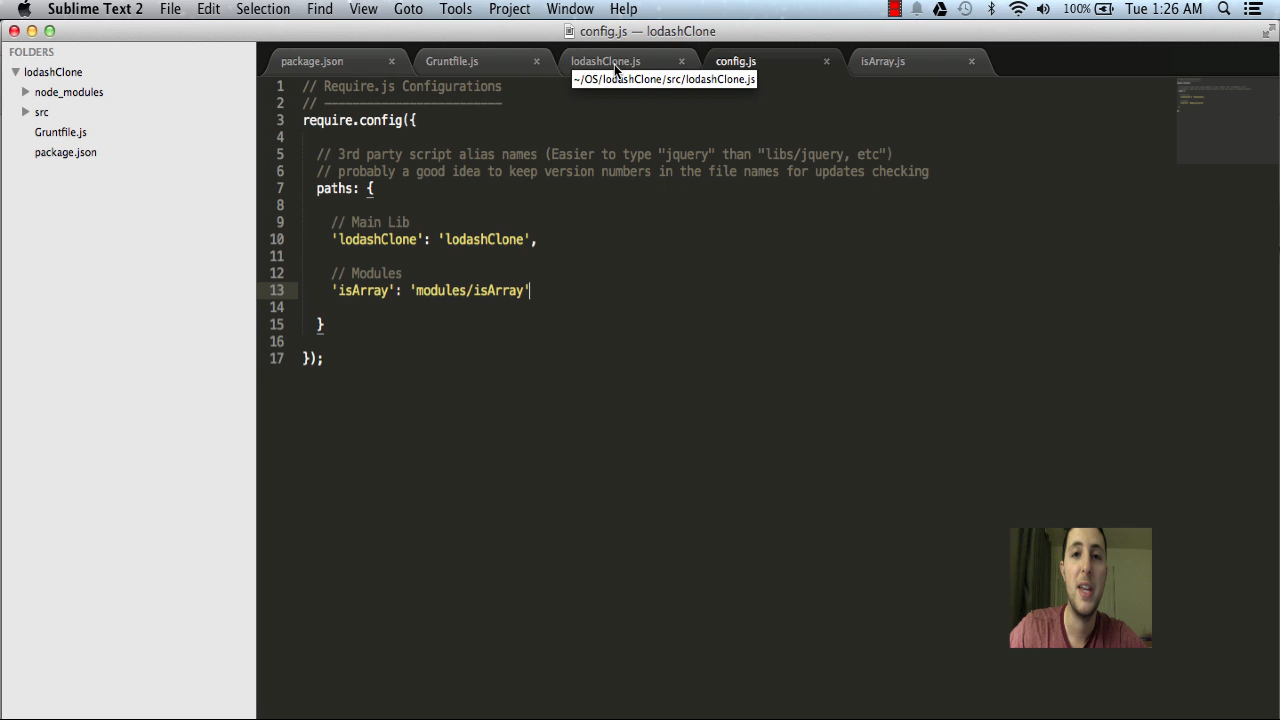 Sublime Text 2 File Edit Selection Find View Goto Tools Project Window Help 100% Tue 1:26 AM
config.js — lodashClone
FOLDERS
lodashClone
node_modules
src
Gruntfile.js
package.json
package.json × Gruntfile.js × lodashClone.js × config.js × isArray.js ×
~/OS/lodashClone/src/lodashClone.js
1 // Require.js Configurations
2 // -------------------------
3 require.config({
4
5 // 3rd party script alias names (Easier to type "jquery" than "libs/jquery, etc")
6 // probably a good idea to keep version numbers in the file names for updates checking
7 paths: {
8
9 // Main Lib
10 'lodashClone': 'lodashClone',
11
12 // Modules
13 'isArray': 'modules/isArray'
14
15 }
16
17 });